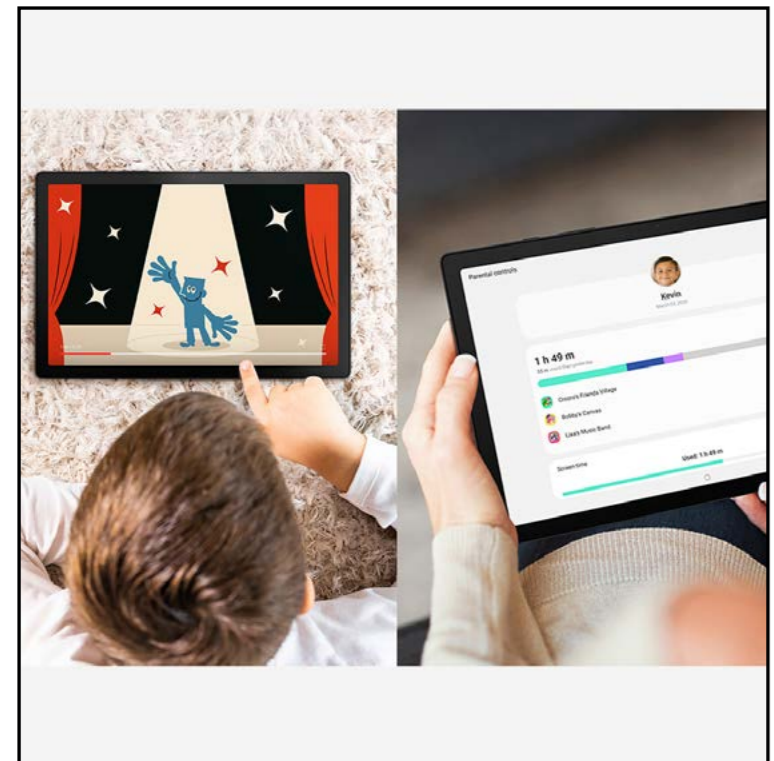 Parental controls
Kevin
1 h 49 m
Crocro's Friends Village
Bobby's Canvas
Lisa's Music Band
Screen time
Used: 1 h 49 m